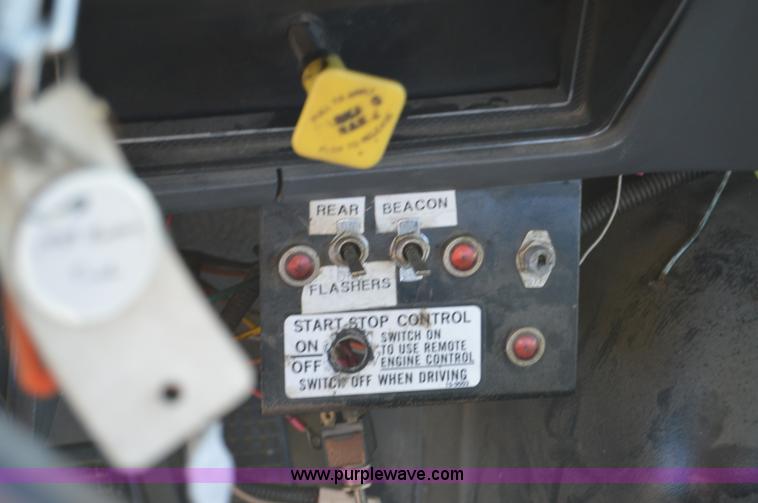 REAR
BEACON
FLASHERS
START-STOP CONTROL
ON
OFF
SWITCH ON
TO USE REMOTE
ENGINE CONTROL
SWITCH OFF WHEN DRIVING
www.purplewave.com